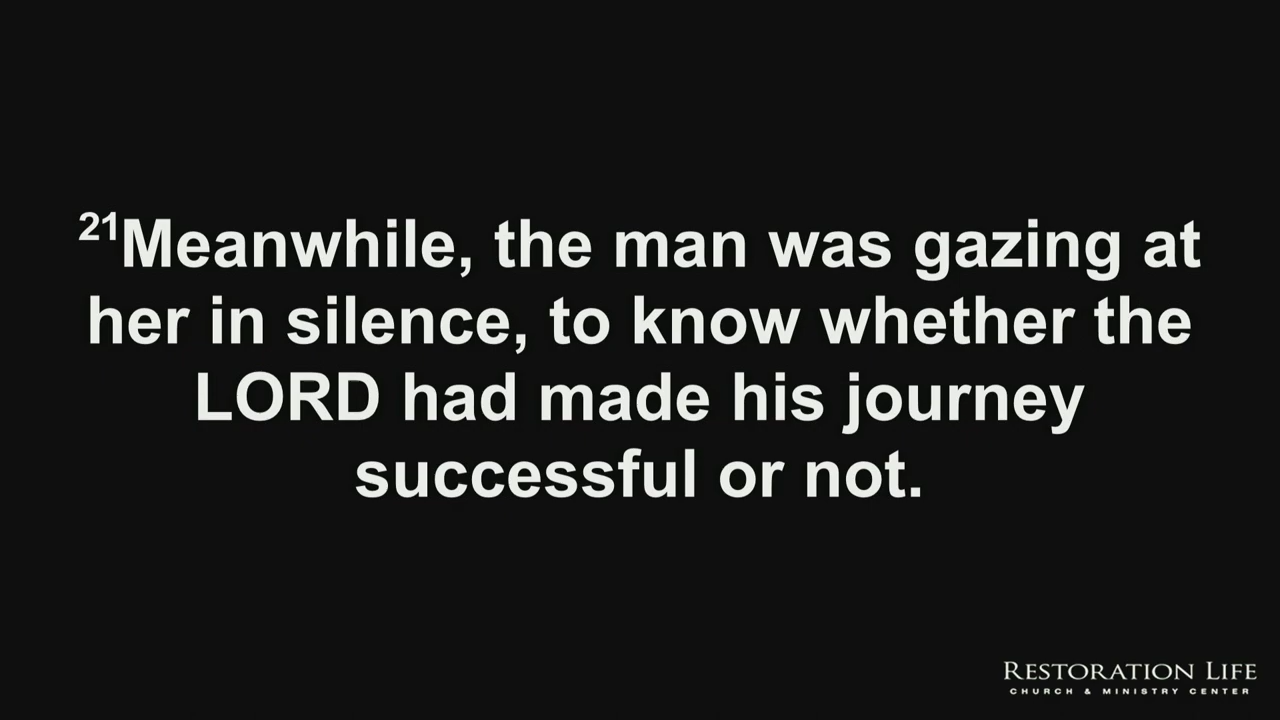 21Meanwhile, the man was gazing at
her in silence, to know whether the
LORD had made his journey
successful or not.
RESTORATION LIFE
CHURCH & MINISTRY CENTER